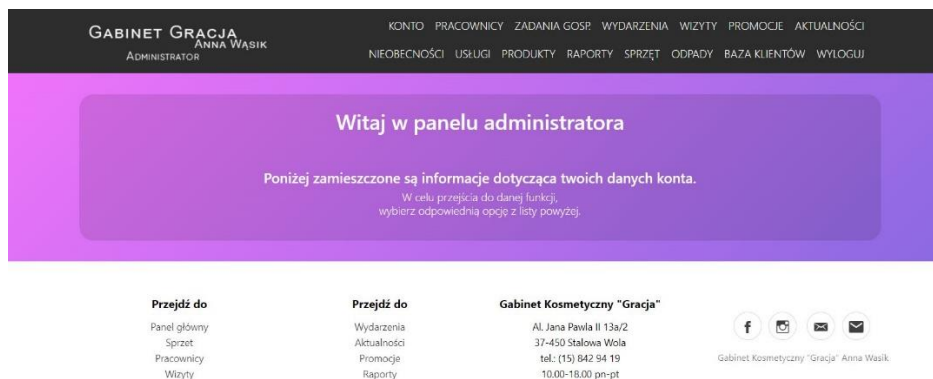 GABINET GRACJA
ANNA WĄSIK
ADMINISTRATOR
KONTO PRACOWNICY ZADANIA GOSP. WYDARZENIA WIZYTY PROMOCJE AKTUALNOŚCI
NIEOBECNOŚCI USŁUGI PRODUKTY RAPORTY SPRZĘT ODPADY BAZA KLIENTÓW WYLOGUJ
Witaj w panelu administratora
Poniżej zamieszczone są informacje dotycząca twoich danych konta.
W celu przejścia do danej funkcji,
wybierz odpowiednią opcję z listy powyżej.
Przejdź do
Panel główny
Sprzet
Pracownicy
Wizyty
Przejdź do
Wydarzenia
Aktualności
Promocje
Raporty
Gabinet Kosmetyczny "Gracja"
Al. Jana Pawla II 13a/2
37-450 Stalowa Wola
tel.: (15) 842 94 19
10.00-18.00 pn-pt
Gabinet Kosmetyczny "Gracja" Anna Wasik